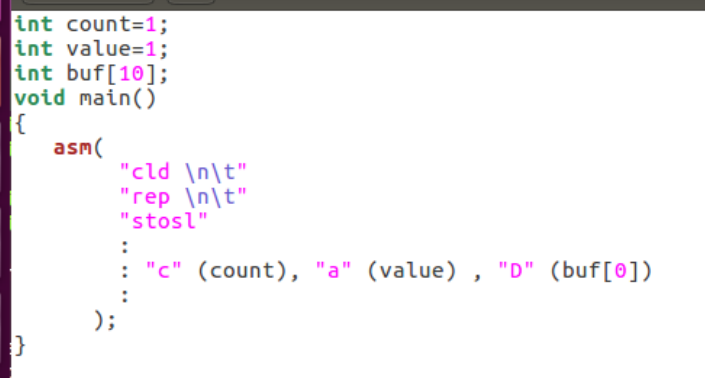 int count=1;
int value=1;
int buf[10];
void main()
{
asm(
"cld \n\t"
"rep \n\t"
"stosl"
:
: "c" (count), "a" (value) , "D" (buf[0])
:
);
}